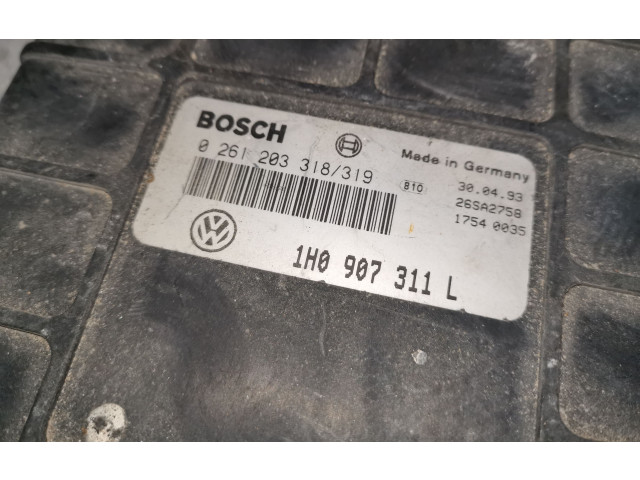 BOSCH
Made in Germany
0 261 203 318/319
B10
30.04.93
26SA2758
1754 0035
1H0 907 311 L